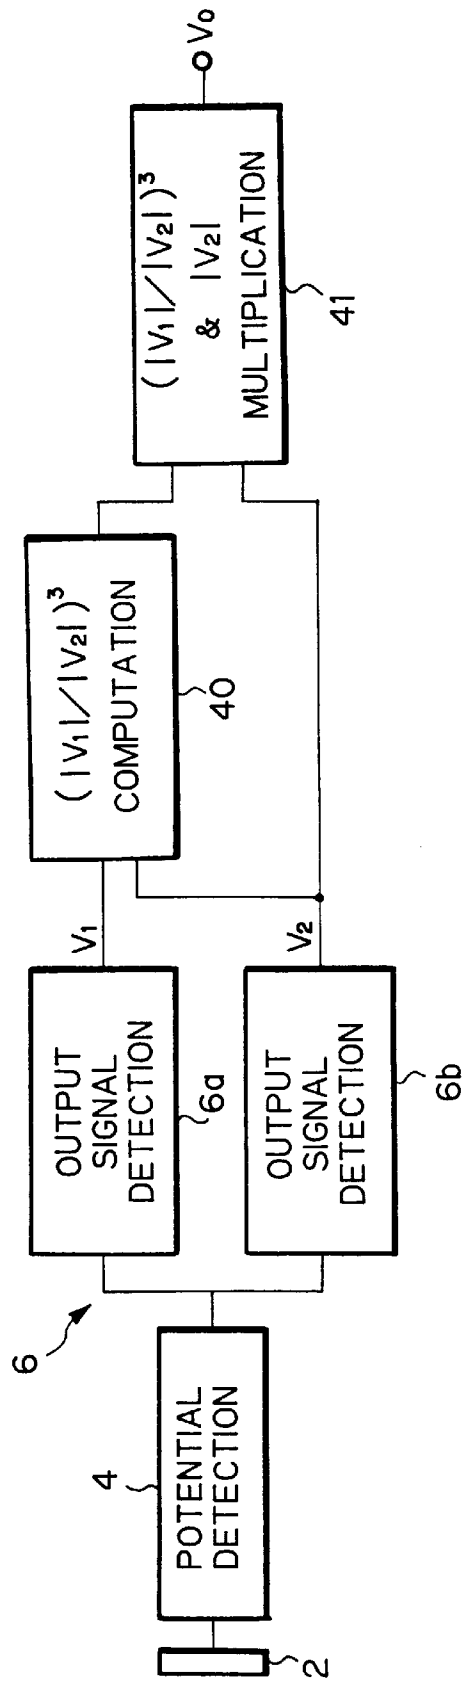 2
4
POTENTIAL
DETECTION
6
OUTPUT
SIGNAL
DETECTION
6a
OUTPUT
SIGNAL
DETECTION
6b
V1
V2
(|V1|/|V2|)³
COMPUTATION
40
(|V1|/|V2|)³
& |V2|
MULTIPLICATION
41
Vo